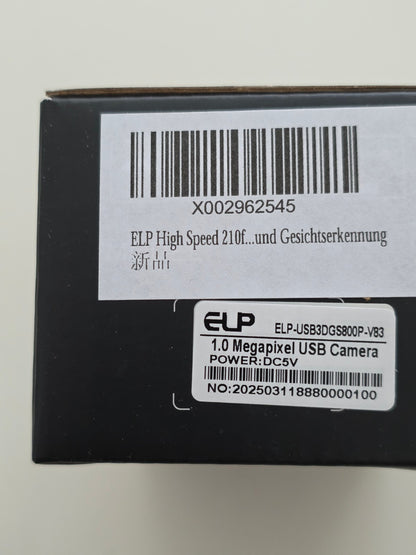 X002962545
ELP High Speed 210f...und Gesichtserkennung
新品
ELP ELP-USB3DGS800P-V83
1.0 Megapixel USB Camera
POWER:DC5V
NO:202503118880000100